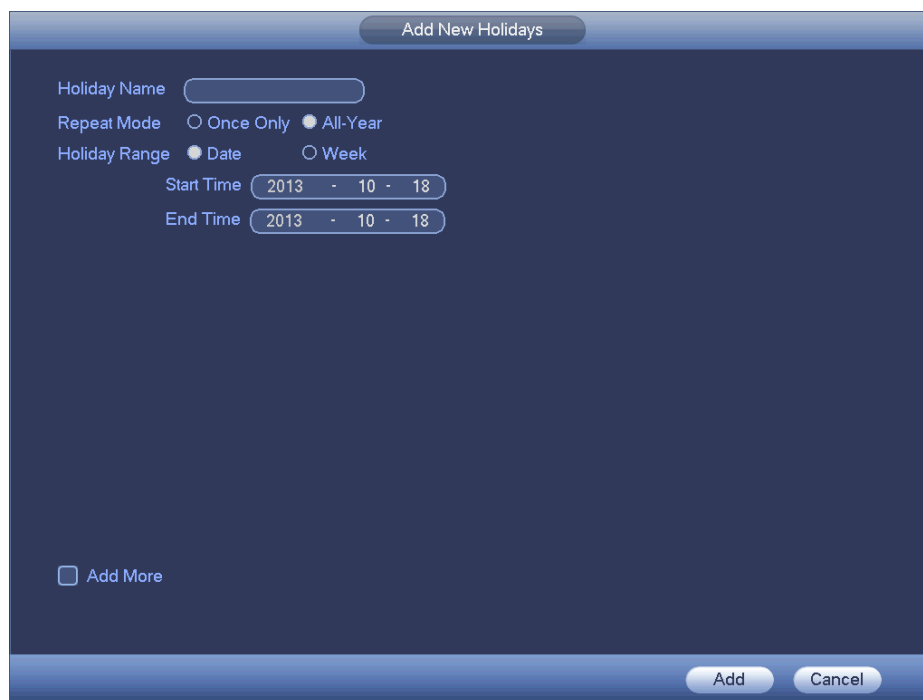 Add New Holidays
Holiday Name
Repeat Mode Once Only All-Year
Holiday Range Date Week
Start Time 2013 - 10 - 18
End Time 2013 - 10 - 18
Add More
Add Cancel